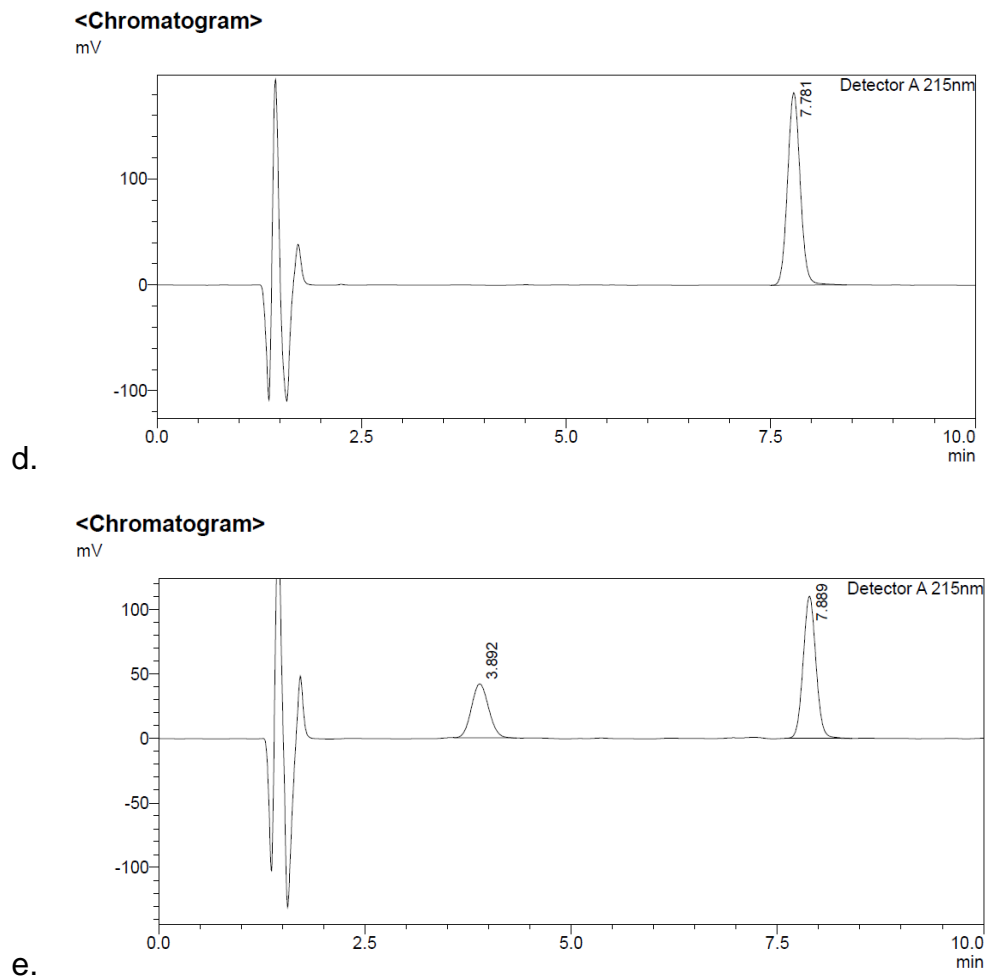 <Chromatogram>
mV
Detector A 215nm
7.781
100
0
-100
0.0 2.5 5.0 7.5 10.0
min
d.
<Chromatogram>
mV
Detector A 215nm
7.889
3.892
100
50
0
-50
-100
0.0 2.5 5.0 7.5 10.0
min
e.